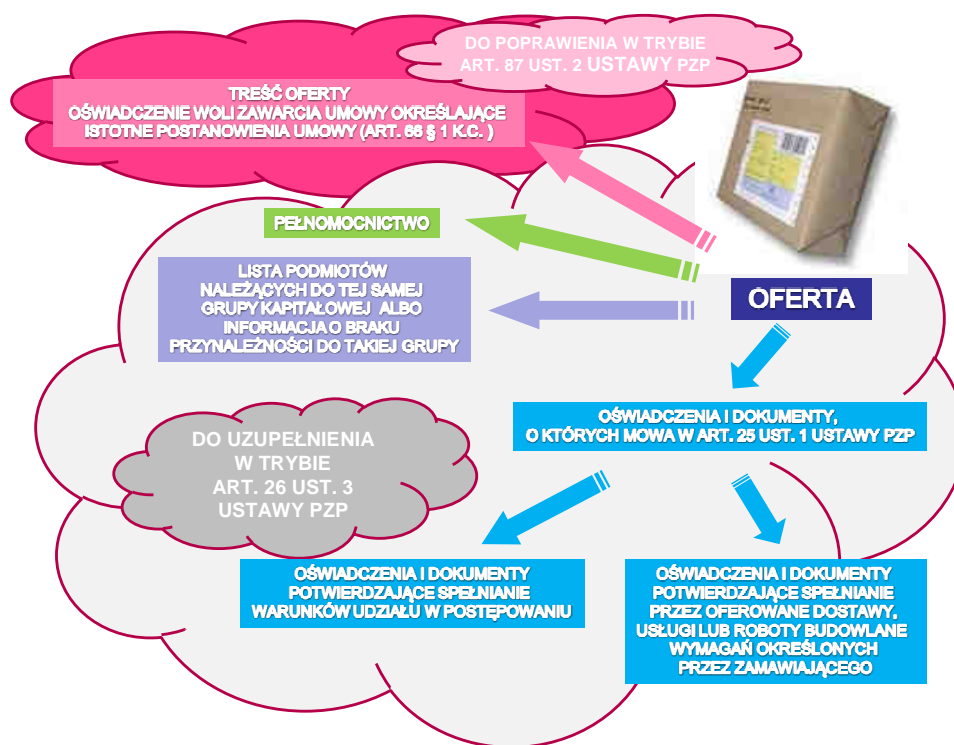 DO POPRAWIENIA W TRYBIE
ART. 87 UST. 2 USTAWY PZP
TREŚĆ OFERTY
OŚWIADCZENIE WOLI ZAWARCIA UMOWY OKREŚLAJĄCE
ISTOTNE POSTANOWIENIA UMOWY (ART. 66 § 1 K.C. )
PEŁNOMOCNICTWO
LISTA PODMIOTÓW
NALEŻĄCYCH DO TEJ SAMEJ
GRUPY KAPITAŁOWEJ ALBO
INFORMACJA O BRAKU
PRZYNALEŻNOŚCI DO TAKIEJ GRUPY
OFERTA
OŚWIADCZENIA I DOKUMENTY,
O KTÓRYCH MOWA W ART. 25 UST. 1 USTAWY PZP
DO UZUPEŁNIENIA
W TRYBIE
ART. 26 UST. 3
USTAWY PZP
OŚWIADCZENIA I DOKUMENTY
POTWIERDZAJĄCE SPEŁNIANIE
WARUNKÓW UDZIAŁU W POSTĘPOWANIU
OŚWIADCZENIA I DOKUMENTY
POTWIERDZAJĄCE SPEŁNIANIE
PRZEZ OFEROWANE DOSTAWY,
USŁUGI LUB ROBOTY BUDOWLANE
WYMAGAŃ OKREŚLONYCH
PRZEZ ZAMAWIAJĄCEGO